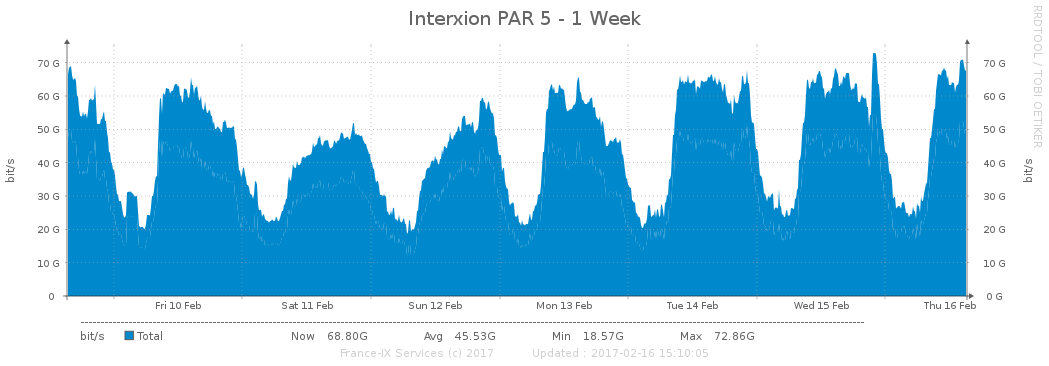 Interxion PAR 5 - 1 Week
RRDTOOL / TOBI OETIKER
bit/s
70 G
60 G
50 G
40 G
30 G
20 G
10 G
0
70 G
60 G
50 G
40 G
30 G
20 G
10 G
0 G
bit/s
Fri 10 Feb Sat 11 Feb Sun 12 Feb Mon 13 Feb Tue 14 Feb Wed 15 Feb Thu 16 Feb
bit/s Total Now 68.80G Avg 45.53G Min 18.57G Max 72.86G
France-IX Services (c) 2017 Updated : 2017-02-16 15:10:05